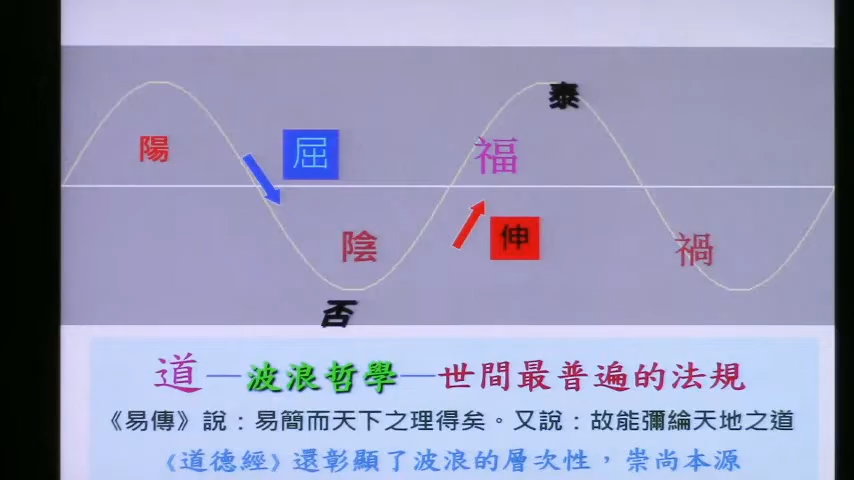 泰
陽
屈
福
伸
陰
禍
否
道—波浪哲學—世間最普遍的法規
《易傳》說：易簡而天下之理得矣。又說：故能彌綸天地之道
《道德經》還彰顯了波浪的層次性，崇尚本源